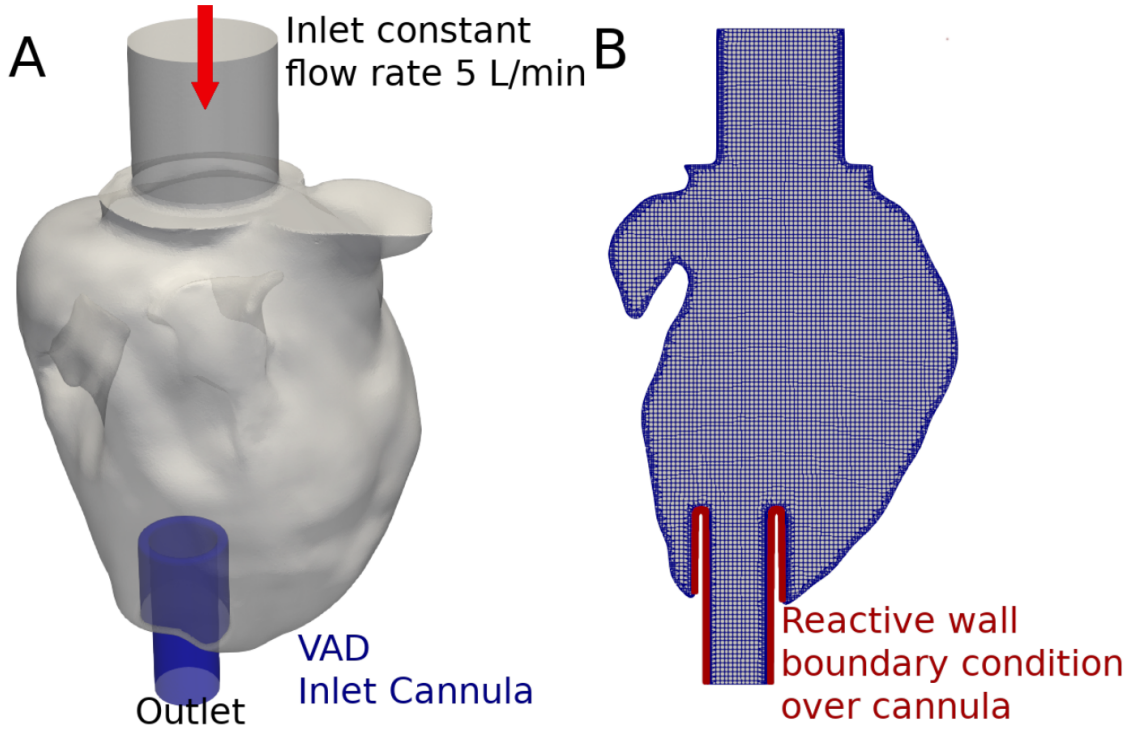 A
Inlet constant
flow rate 5 L/min
B
VAD
Inlet Cannula
Outlet
Reactive wall
boundary condition
over cannula